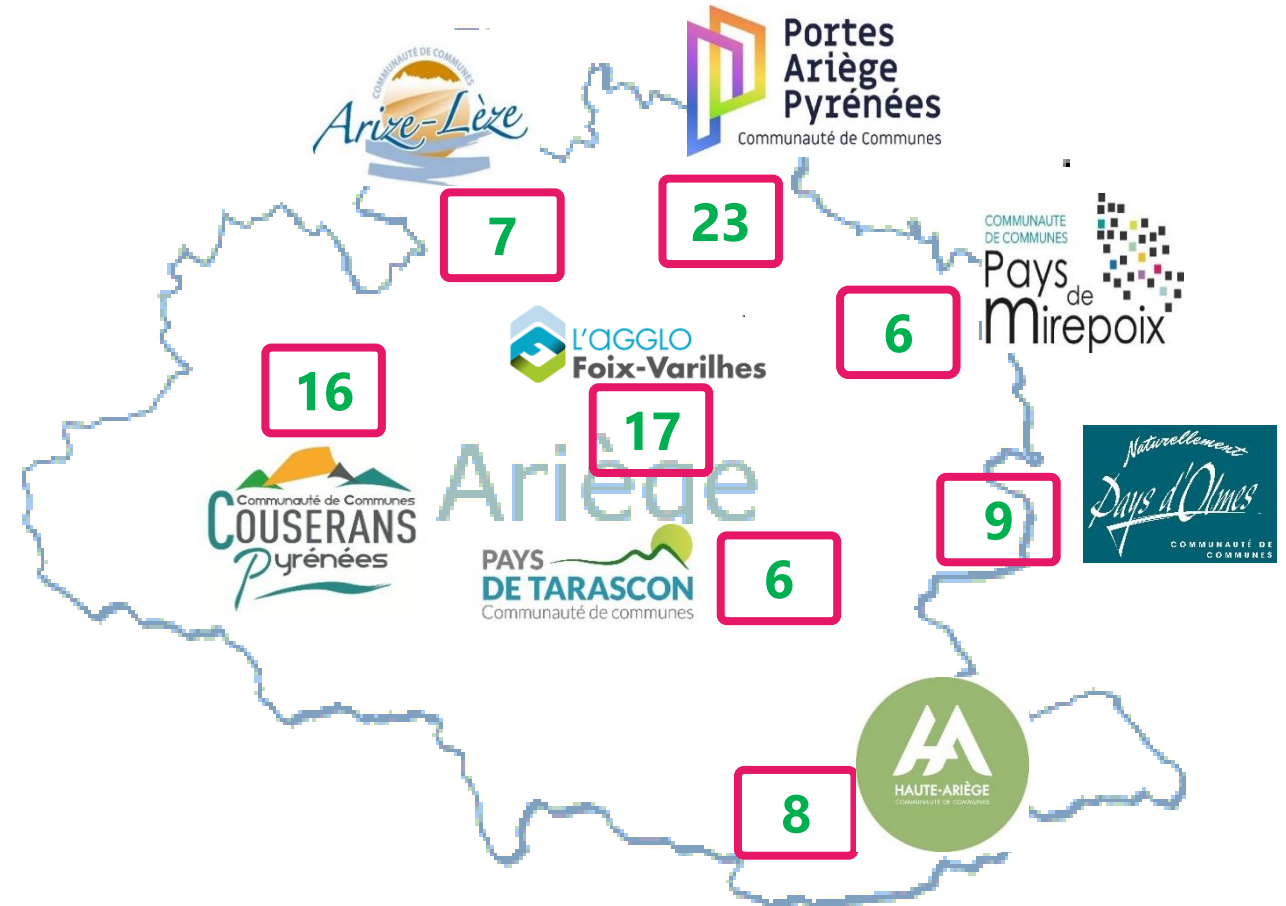 COMMUNAUTÉ DE COMMUNES
Arize-Lèze
Portes
Ariège
Pyrénées
Communauté de Communes
7
23
COMMUNAUTE
DE COMMUNES
Pays
de
Mirepoix
6
L'AGGLO
Foix-Varilhes
16
17
Ariège
Communauté de Communes
COUSERANS
Pyrénées
PAYS
DE TARASCON
Communauté de communes
6
9
Naturellement
Pays d'Olmes
COMMUNAUTÉ DE
COMMUNES
HAUTE-ARIÈGE
COMMUNAUTÉ DE COMMUNES
8